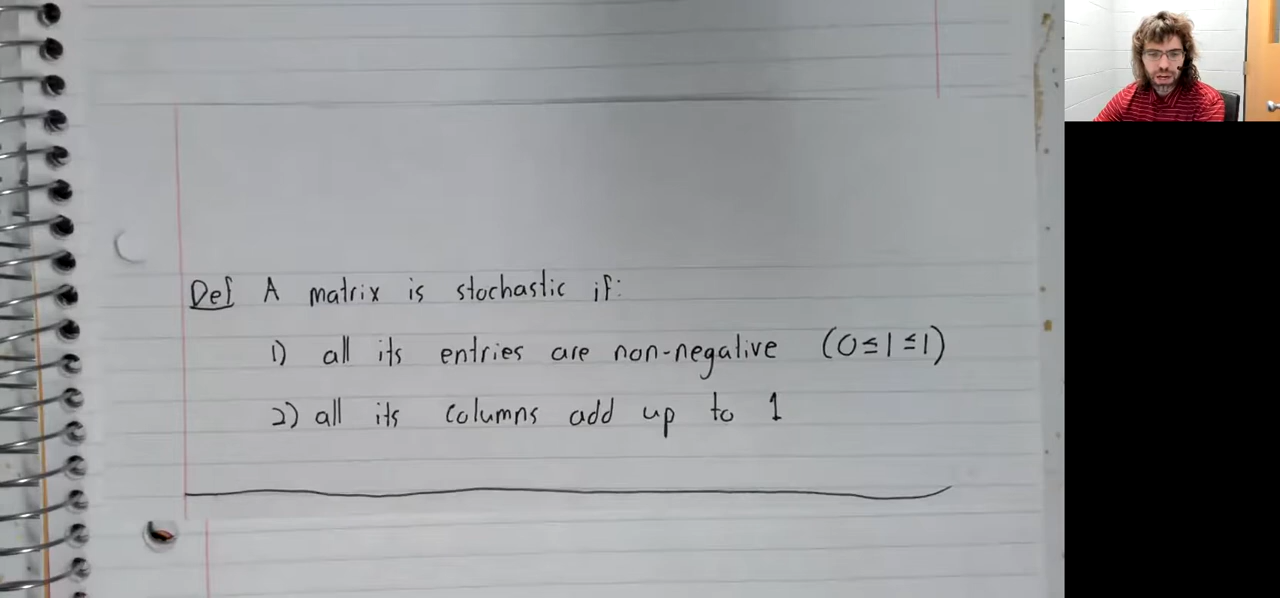 Def A matrix is stochastic if:
1) all its entries are non-negative (0≤1≤1)
2) all its columns add up to 1